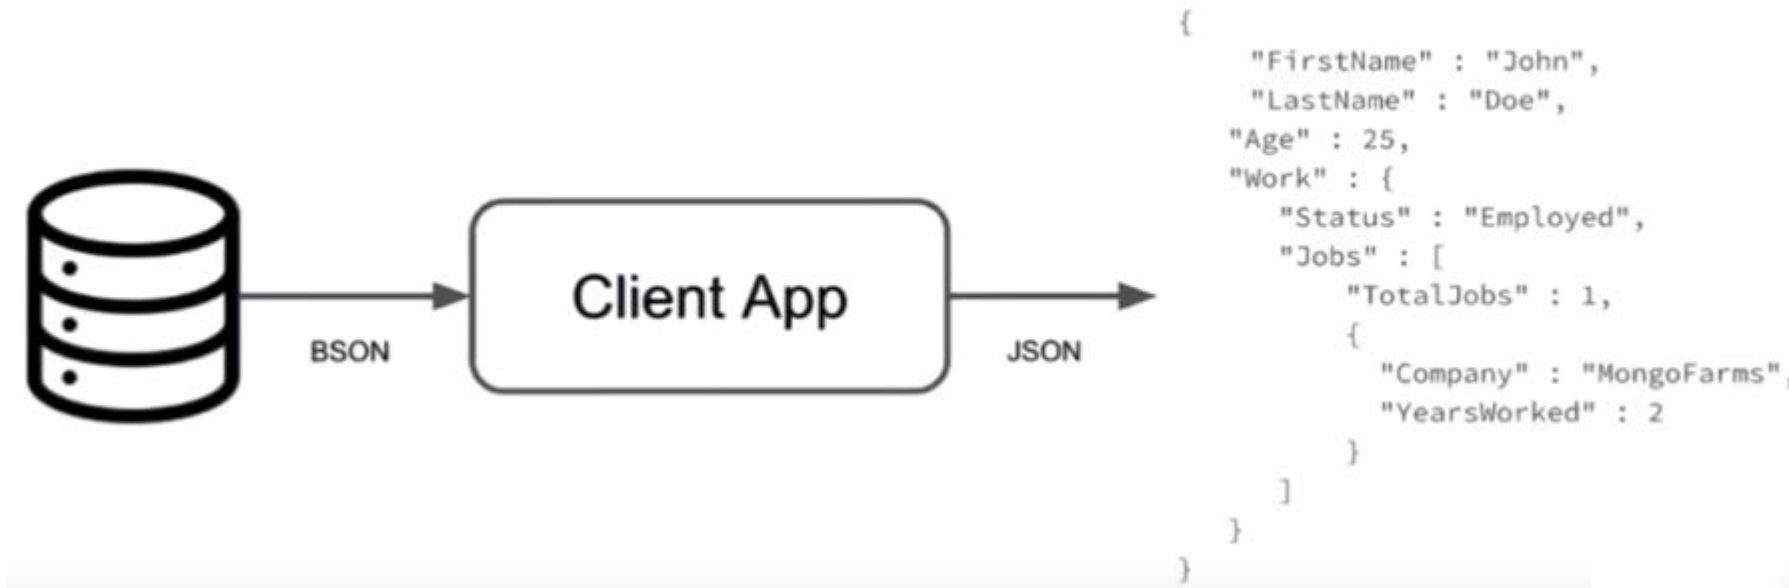 BSON
Client App
JSON
{
"FirstName" : "John",
"LastName" : "Doe",
"Age" : 25,
"Work" : {
"Status" : "Employed",
"Jobs" : [
"TotalJobs" : 1,
{
"Company" : "MongoFarms",
"YearsWorked" : 2
}
]
}
}